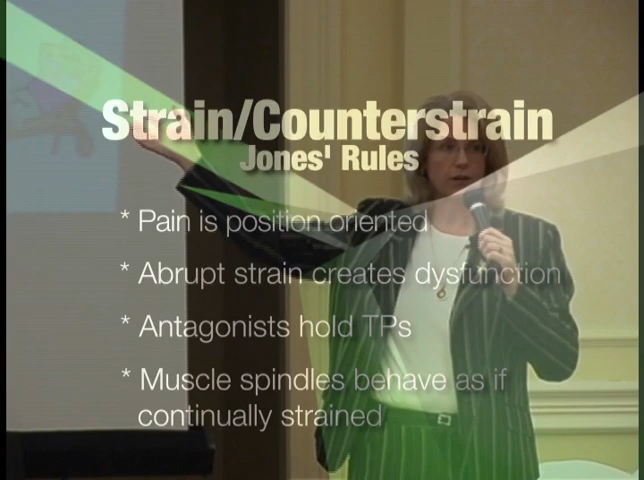 Strain/Counterstrain
Jones' Rules
* Pain is position oriented
* Abrupt strain creates dysfunction
* Antagonists hold TPs
* Muscle spindles behave as if
continually strained